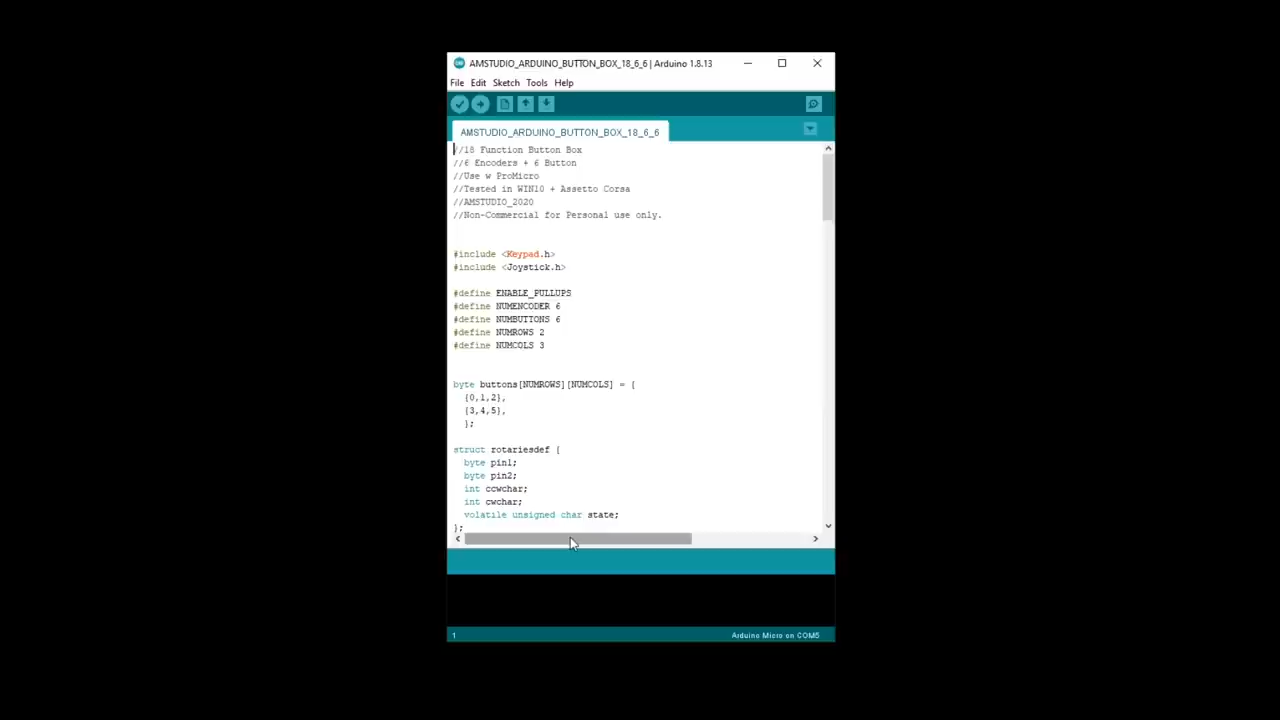 AMSTUDIO_ARDUINO_BUTTON_BOX_18_6_6 | Arduino 1.8.13
File Edit Sketch Tools Help
AMSTUDIO_ARDUINO_BUTTON_BOX_18_6_6
//18 Function Button Box
//6 Encoders + 6 Button
//Use w ProMicro
//Tested in WIN10 + Assetto Corsa
//AMSTUDIO_2020
//Non-Commercial for Personal use only.
#include <Keypad.h>
#include <Joystick.h>
#define ENABLE_PULLUPS
#define NUMENCODER 6
#define NUMBUTTONS 6
#define NUMROWS 2
#define NUMCOLS 3
byte buttons[NUMROWS][NUMCOLS] = {
{0,1,2},
{3,4,5},
};
struct rotariesdef {
byte pin1;
byte pin2;
int ccwchar;
int cwchar;
volatile unsigned char state;
};
1
Arduino Micro on COM5